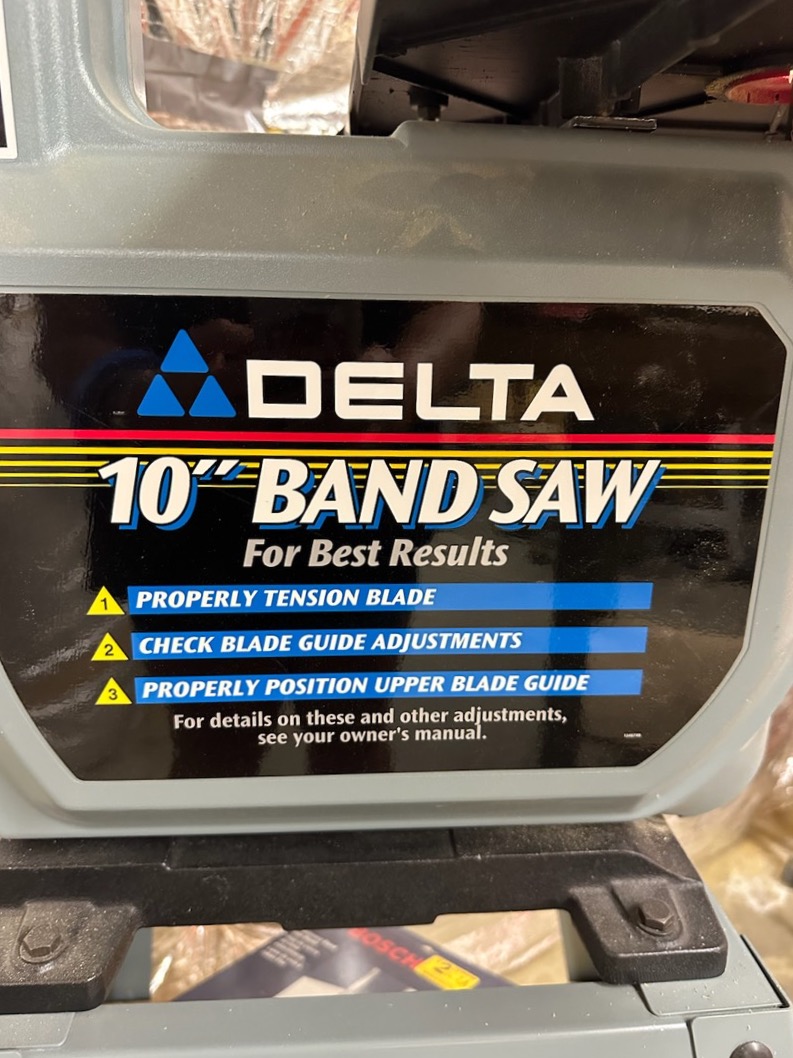 DELTA
10" BAND SAW
For Best Results
1 PROPERLY TENSION BLADE
2 CHECK BLADE GUIDE ADJUSTMENTS
3 PROPERLY POSITION UPPER BLADE GUIDE
For details on these and other adjustments,
see your owner's manual.
BOSCH